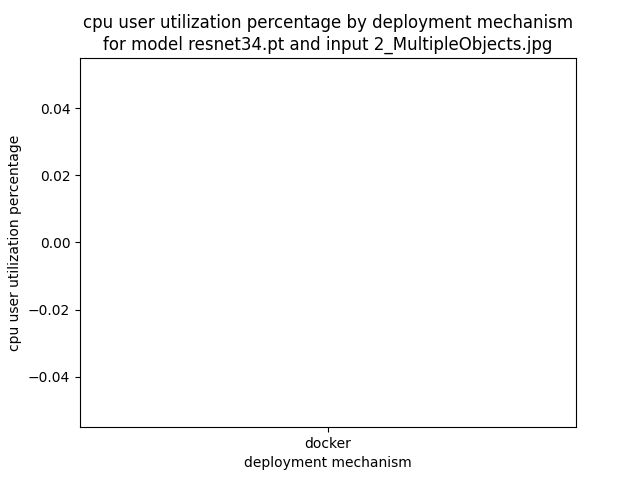 cpu user utilization percentage by deployment mechanism
for model resnet34.pt and input 2_MultipleObjects.jpg
cpu user utilization percentage
0.04
0.02
0.00
−0.02
−0.04
docker
deployment mechanism